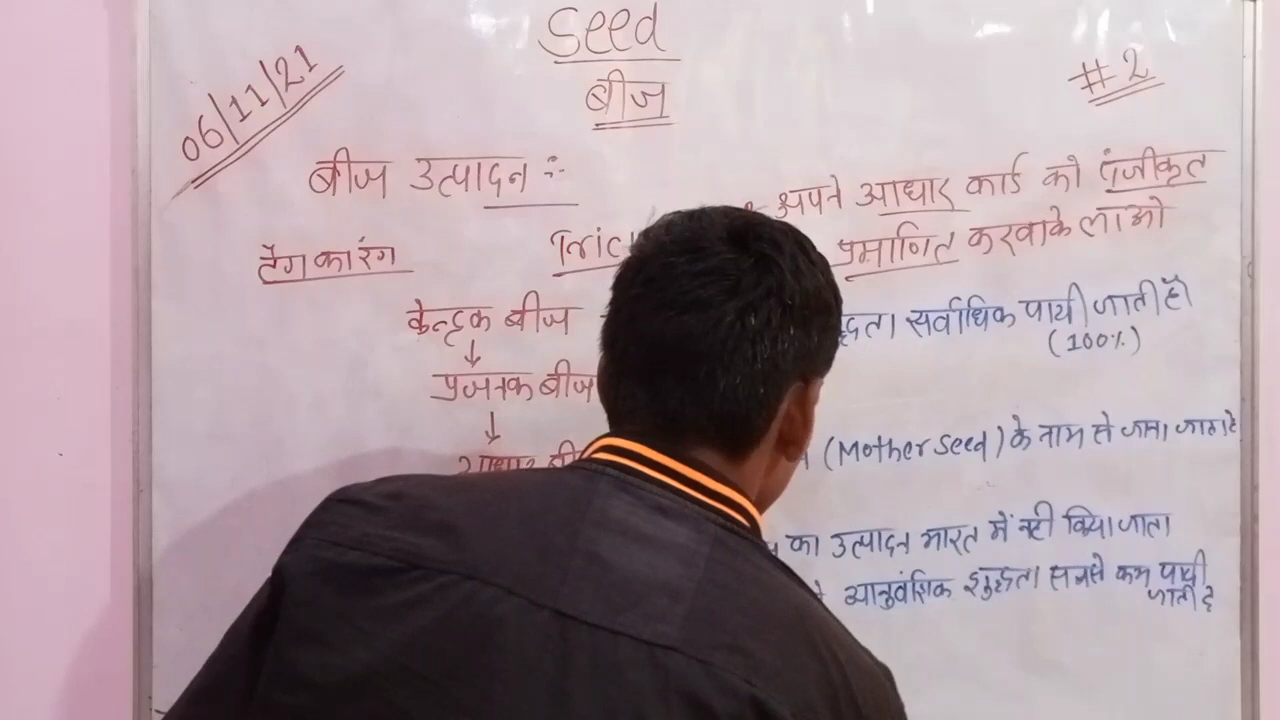 Seed
06/11/21
# 2
बीज
बीज उत्पादन :-
अपने आधार कार्ड को पंजीकृत
टैग का रंग
Tric
प्रमाणित करवाके लाओ
केन्द्रक बीज
सर्वाधिक पायी जाती है
(100%)
↓
प्रजनक बीज
↓
(Mother Seed) के नाम से जाना जाता है
आधार बी
का उत्पादन भारत में नही किया जाता
आनुवंशिक शुद्धता सबसे कम पायी
जाती है